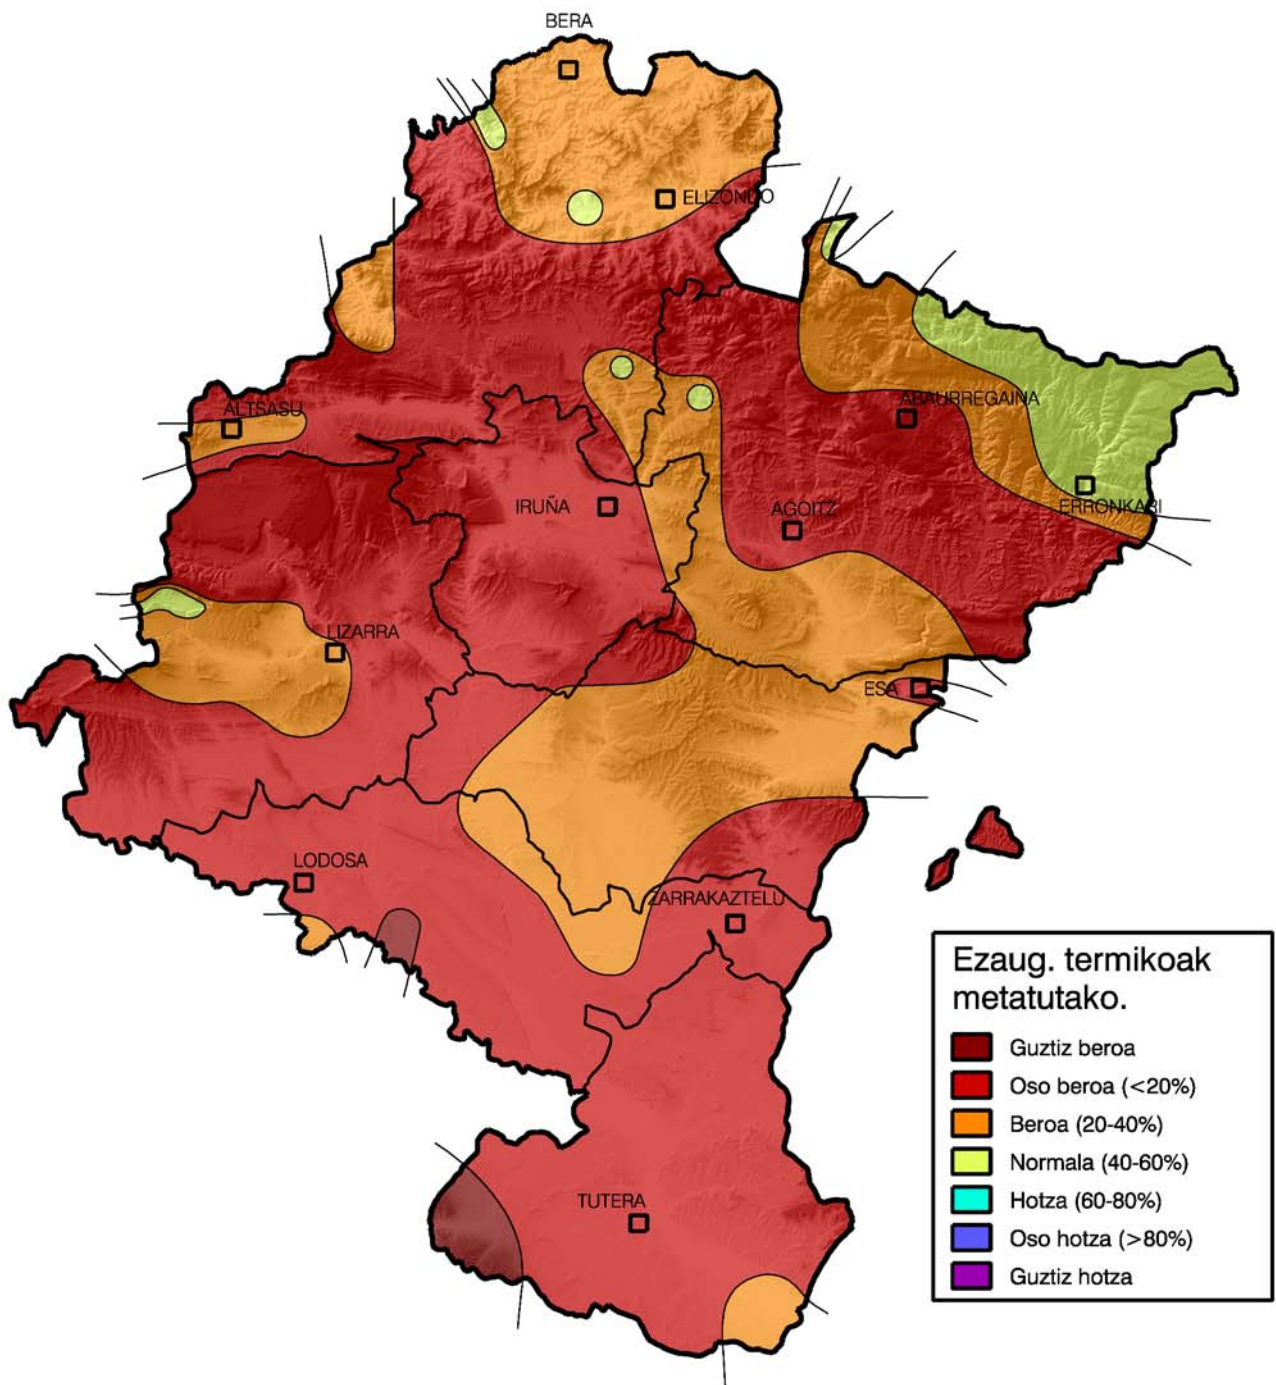 BERA
ELIZONDO
ALTSASU
ABAURREGAINA
IRUÑA
AGOITZ
ERRONKARI
LIZARRA
ESA
LODOSA
ZARRAKAZTELU
TUTERA
Ezaug. termikoak
metatutako.
Guztiz beroa
Oso beroa (<20%)
Beroa (20-40%)
Normala (40-60%)
Hotza (60-80%)
Oso hotza (>80%)
Guztiz hotza